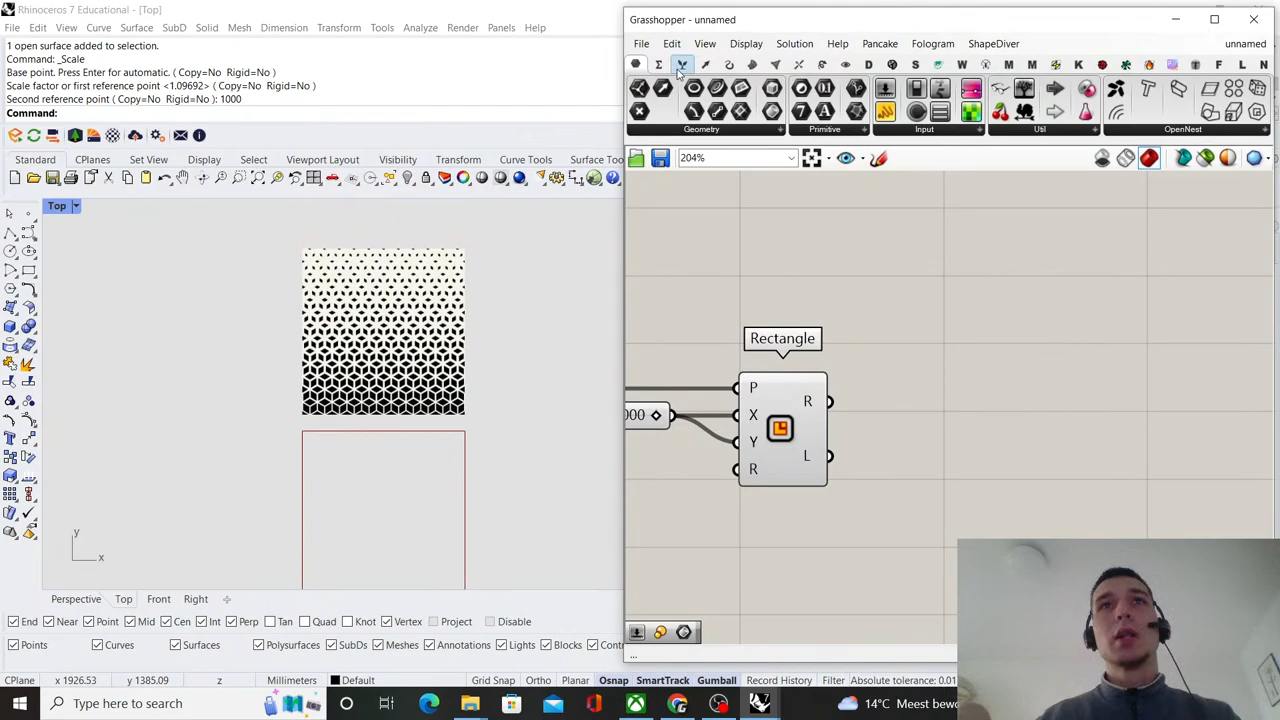 Rhinoceros 7 Educational - [Top]
File Edit View Curve Surface SubD Solid Mesh Transform Tools Analyze Render Panels Help
1 open surface added to selection.
Command: _Scale
Base point. Press Enter for automatic. ( Copy=No Rigid=No )
Scale factor or first reference point <1.09692> ( Copy=No Rigid=No )
Second reference point ( Copy=No Rigid=No ): 1000
Command:
Standard CPlanes Set View Display Select Viewport Layout Visibility Transform Curve Tools Surface Too
Top
y
x
Perspective Top Front Right
End Near Point Mid Cen Int Perp Tan Quad Knot Vertex Project Disable
Points Curves Surfaces Polysurfaces SubDs Meshes Annotations Lights Blocks Contr
CPlane x 1926.53 y 1385.09 z Millimeters Default Grid Snap Ortho Planar Osnap SmartTrack Gumball Record History Filter Absolute tolerance: 0.01
Type here to search
14°C Meest bewo
Grasshopper - unnamed
File Edit View Display Solution Help Pancake Fologram ShapeDiver unnamed
Geometry Primitive Input Util OpenNest
204%
Rectangle
000
P
X
Y
R
R
L
...